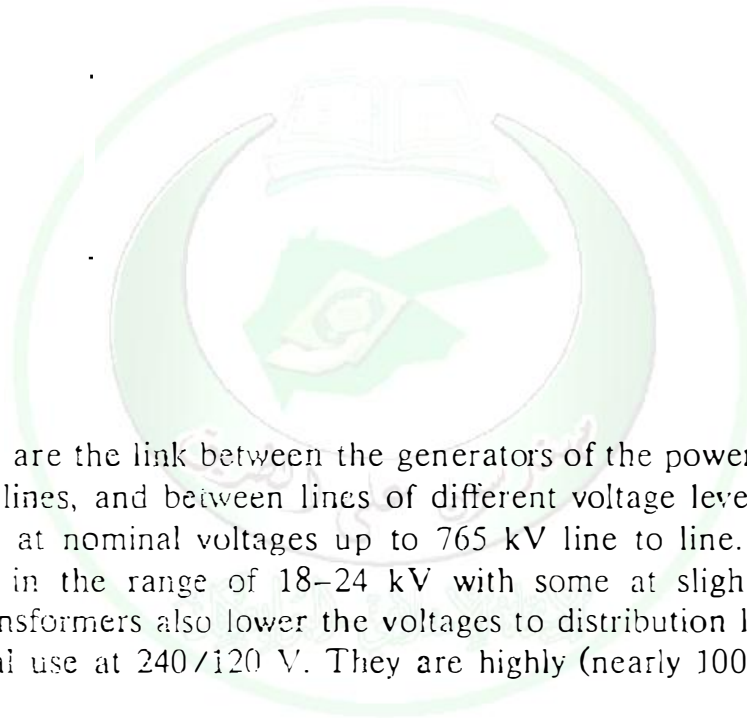 are the link between the generators of the power
lines, and between lines of different voltage leve
at nominal voltages up to 765 kV line to line.
in the range of 18–24 kV with some at sligh
nsformers also lower the voltages to distribution l
al use at 240/120 V. They are highly (nearly 100